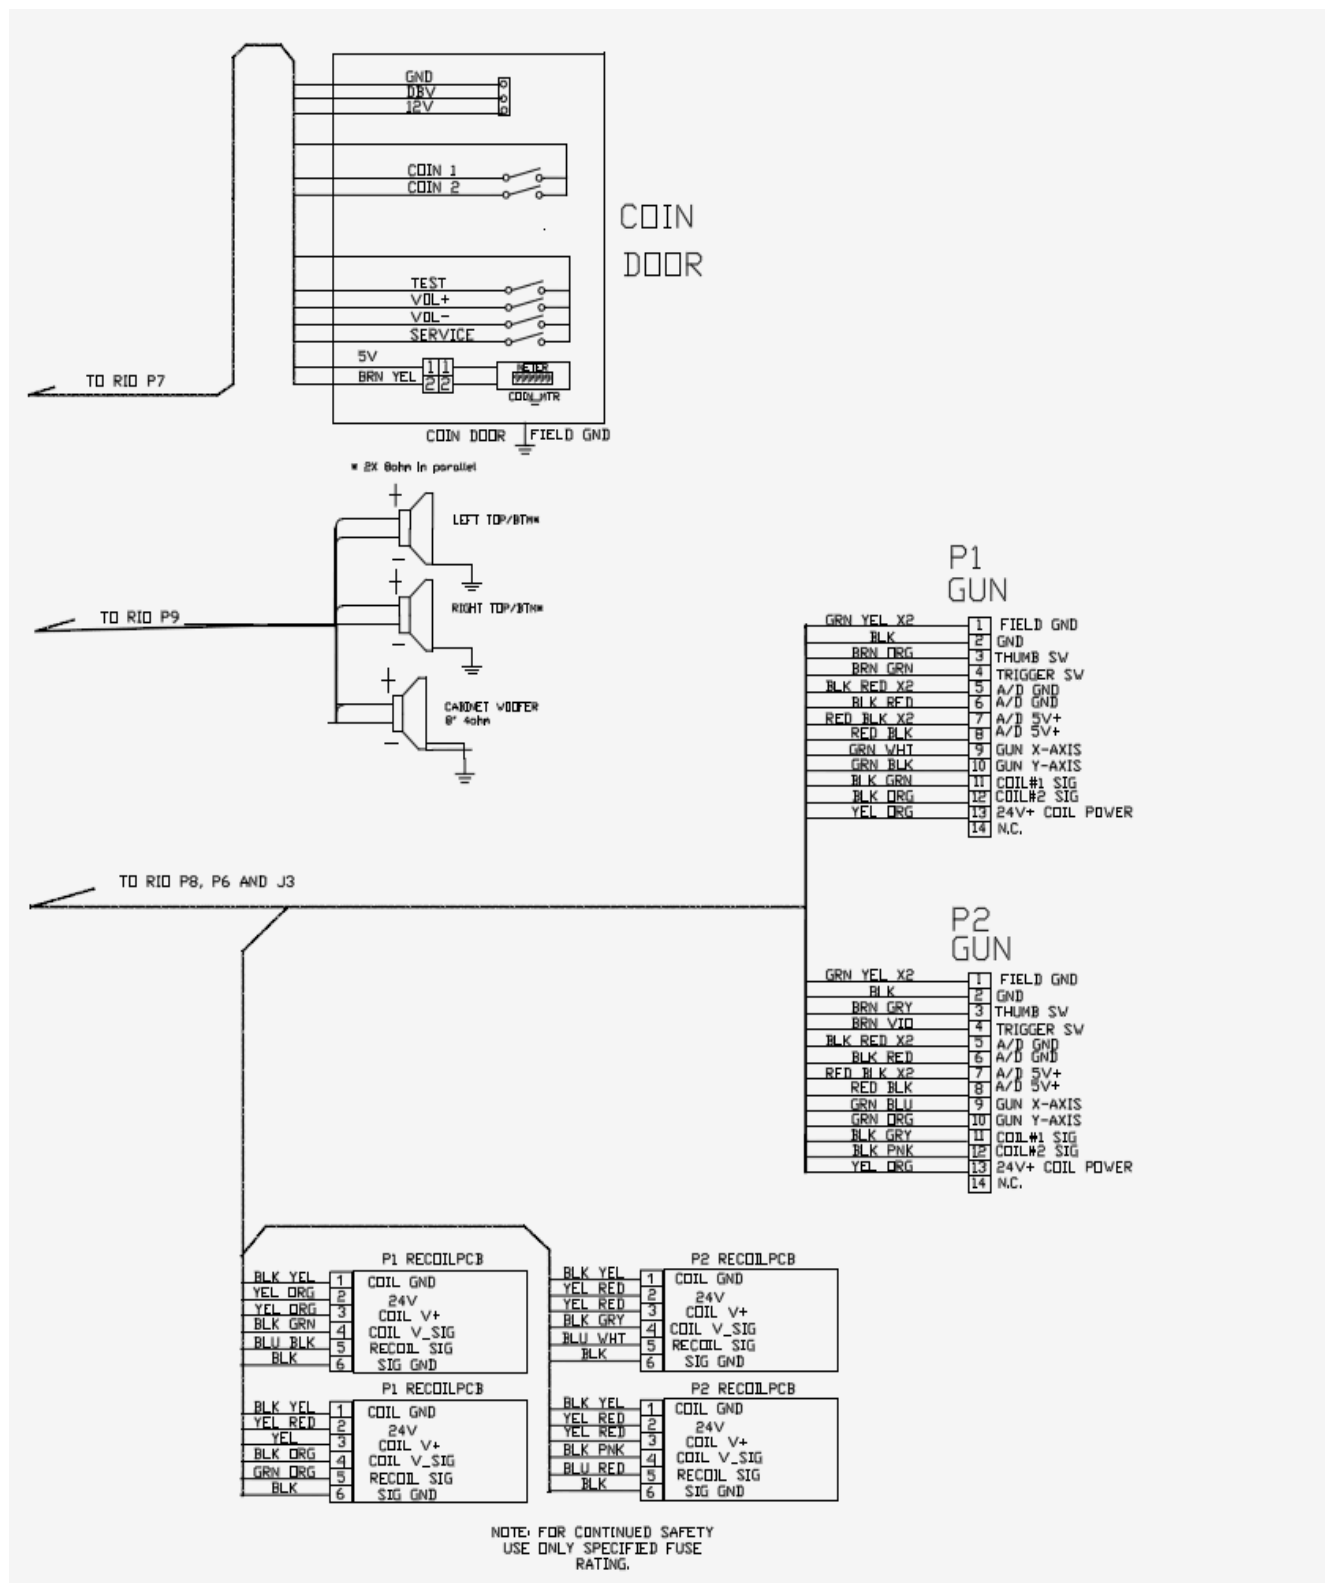 GND
DBV
12V
COIN 1
COIN 2
COIN
DOOR
TEST
VOL+
VOL-
SERVICE
5V
BRN YEL
1 1
2 2
METER
999999
COIN_MTR
TO RIO P7
COIN DOOR
FIELD GND
* 2X 8ohm In parallel
+
LEFT TOP/BTM*
-
+
RIGHT TOP/BTM*
-
TO RIO P9
+
CABINET WOOFER
8" 4ohm
-
P1
GUN
GRN YEL X2 1 FIELD GND
BLK 2 GND
BRN ORG 3 THUMB SW
BRN GRN 4 TRIGGER SW
BLK RED X2 5 A/D GND
BLK RED 6 A/D GND
RED BLK X2 7 A/D 5V+
RED BLK 8 A/D 5V+
GRN WHT 9 GUN X-AXIS
GRN BLK 10 GUN Y-AXIS
BLK GRN 11 COIL#1 SIG
BLK ORG 12 COIL#2 SIG
YEL ORG 13 24V+ COIL POWER
14 N.C.
TO RIO P8, P6 AND J3
P2
GUN
GRN YEL X2 1 FIELD GND
BLK 2 GND
BRN GRY 3 THUMB SW
BRN VIO 4 TRIGGER SW
BLK RED X2 5 A/D GND
BLK RED 6 A/D GND
RED BLK X2 7 A/D 5V+
RED BLK 8 A/D 5V+
GRN BLU 9 GUN X-AXIS
GRN ORG 10 GUN Y-AXIS
BLK GRY 11 COIL#1 SIG
BLK PNK 12 COIL#2 SIG
YEL ORG 13 24V+ COIL POWER
14 N.C.
P1 RECOILPCB
BLK YEL 1 COIL GND
YEL ORG 2 24V
YEL ORG 3 COIL V+
BLK GRN 4 COIL V_SIG
BLU BLK 5 RECOIL SIG
BLK 6 SIG GND
P2 RECOILPCB
BLK YEL 1 COIL GND
YEL RED 2 24V
YEL RED 3 COIL V+
BLK GRY 4 COIL V_SIG
BLU WHT 5 RECOIL SIG
BLK 6 SIG GND
P1 RECOILPCB
BLK YEL 1 COIL GND
YEL RED 2 24V
YEL 3 COIL V+
BLK ORG 4 COIL V_SIG
GRN ORG 5 RECOIL SIG
BLK 6 SIG GND
P2 RECOILPCB
BLK YEL 1 COIL GND
YEL RED 2 24V
YEL RED 3 COIL V+
BLK PNK 4 COIL V_SIG
BLU RED 5 RECOIL SIG
BLK 6 SIG GND
NOTE: FOR CONTINUED SAFETY
USE ONLY SPECIFIED FUSE
RATING.